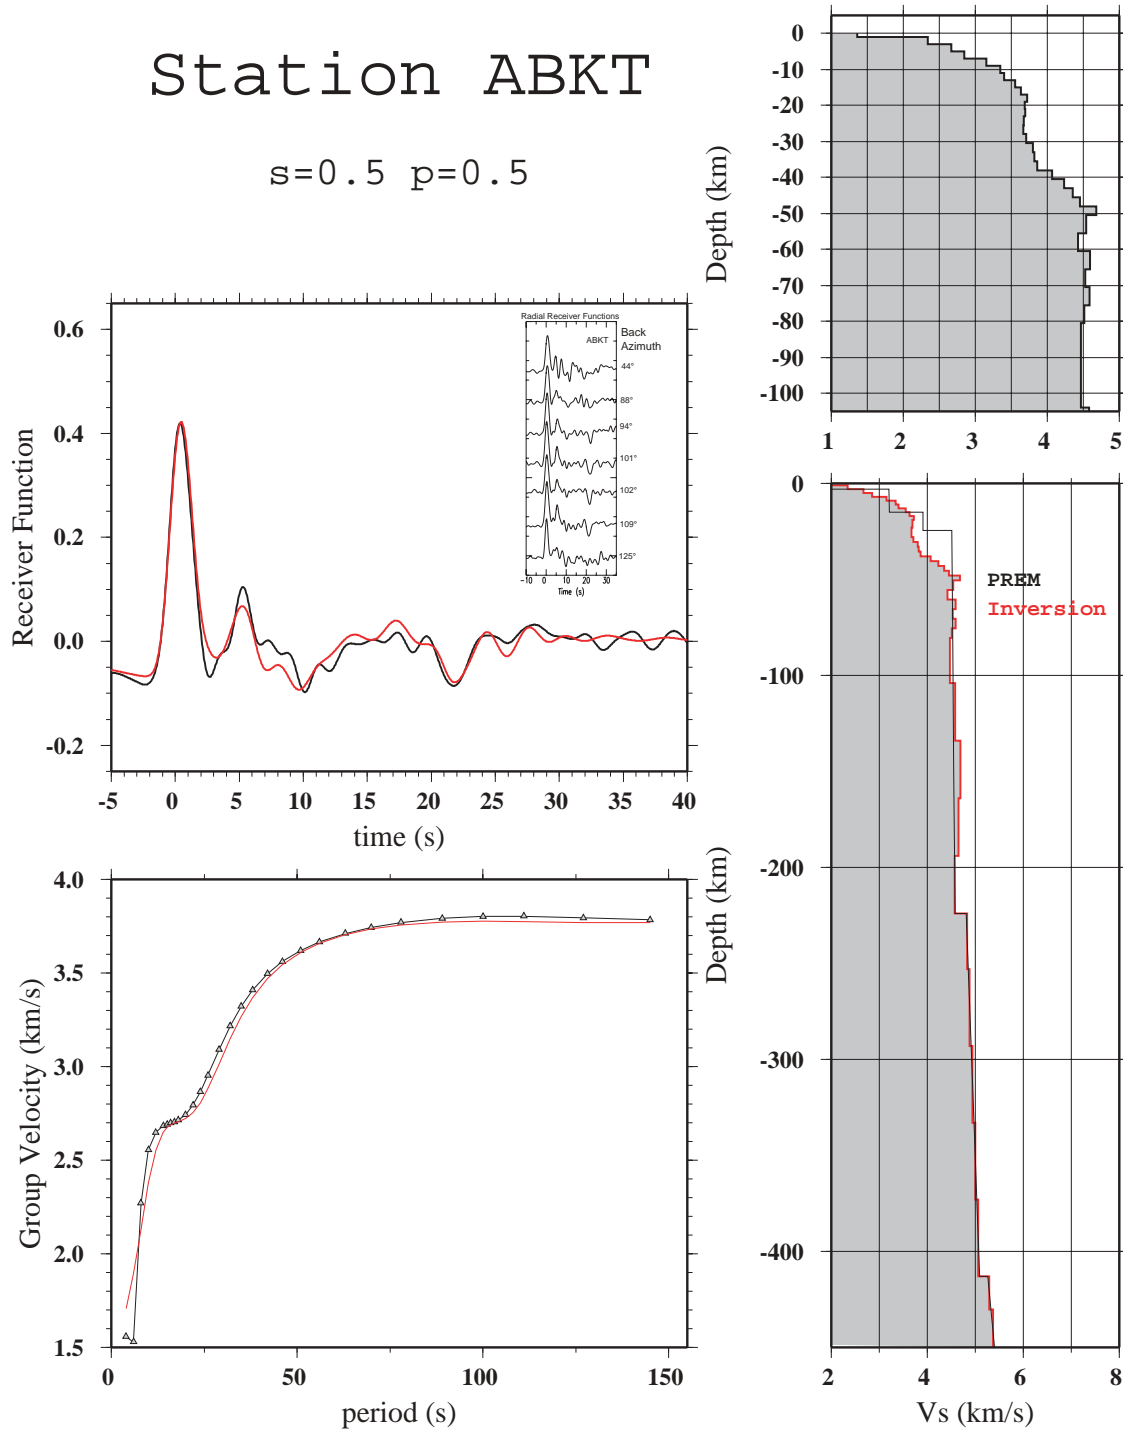 Station ABKT
s=0.5 p=0.5
0
-10
-20
-30
-40
-50
-60
-70
-80
-90
-100
Depth (km)
1 2 3 4 5
0.6
0.4
0.2
0.0
-0.2
Receiver Function
-5 0 5 10 15 20 25 30 35 40
time (s)
Radial Receiver Functions
ABKT
Back
Azimuth
44°
88°
94°
101°
102°
109°
125°
-10 0 10 20 30
Time (s)
4.0
3.5
3.0
2.5
2.0
1.5
Group Velocity (km/s)
0 50 100 150
period (s)
0
-100
-200
-300
-400
Depth (km)
PREM
Inversion
2 4 6 8
Vs (km/s)